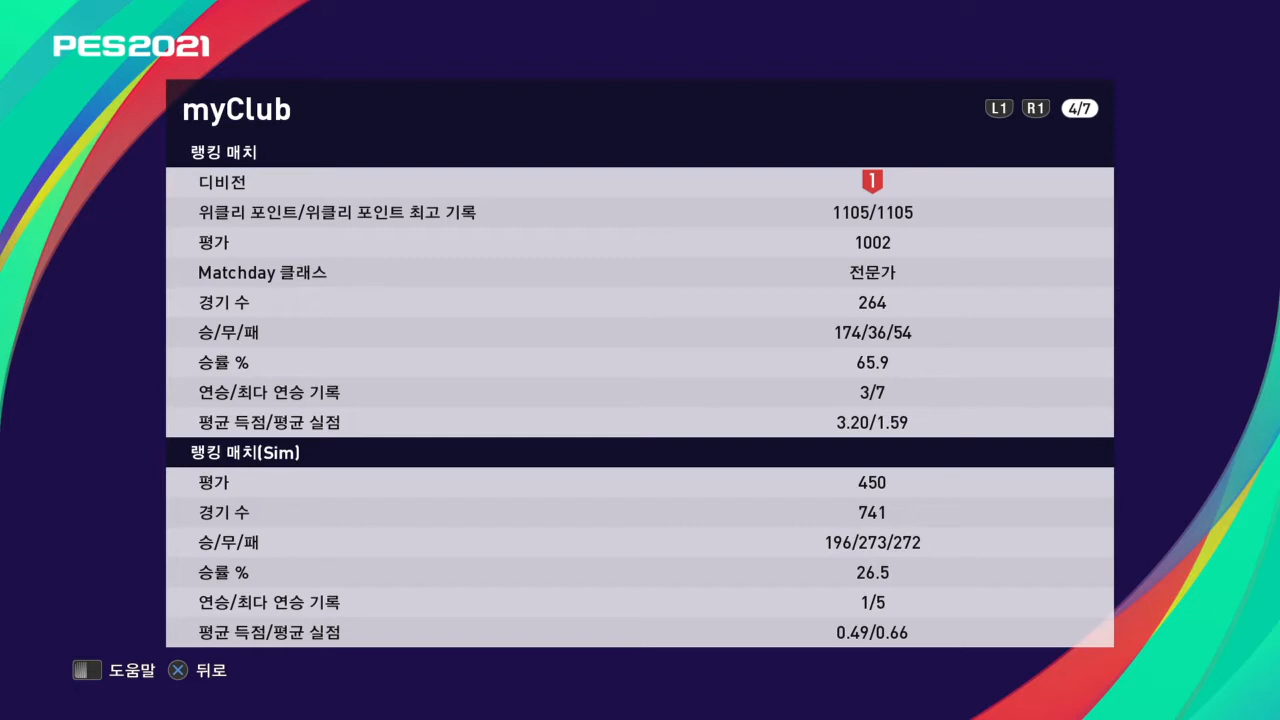 PES2021
myClub L1 R1 4/7
랭킹 매치
디비전 1
위클리 포인트/위클리 포인트 최고 기록 1105/1105
평가 1002
Matchday 클래스 전문가
경기 수 264
승/무/패 174/36/54
승률 % 65.9
연승/최다 연승 기록 3/7
평균 득점/평균 실점 3.20/1.59
랭킹 매치(Sim)
평가 450
경기 수 741
승/무/패 196/273/272
승률 % 26.5
연승/최다 연승 기록 1/5
평균 득점/평균 실점 0.49/0.66
도움말 뒤로